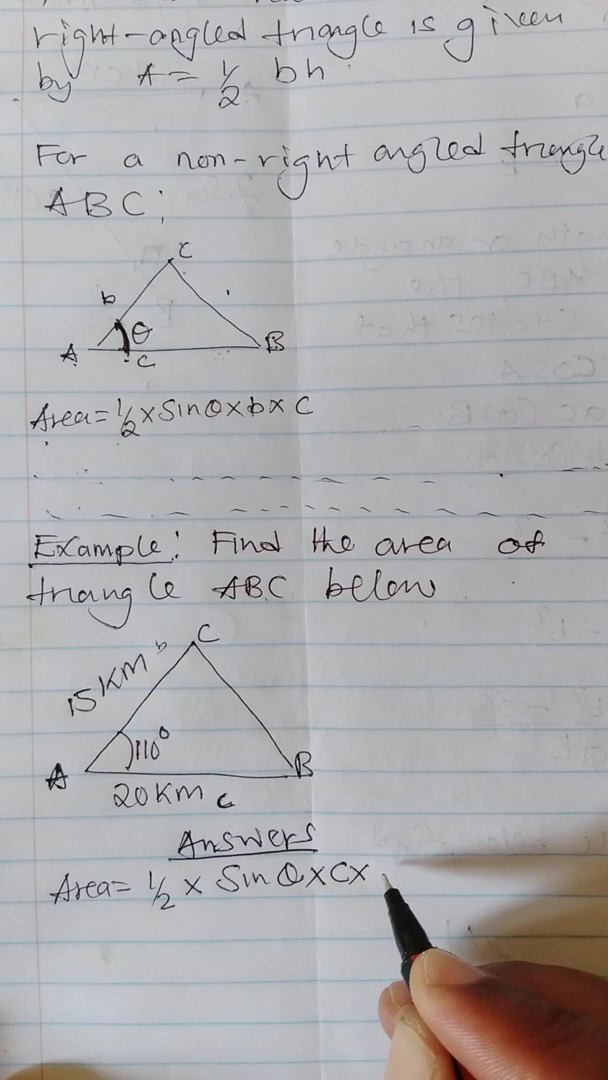 right-angled triangle is given
by A = 1/2 bh
For a non-right angled triangle
ABC;
C
b
θ
A
B
C
Area = 1/2 × Sin θ × b × C
Example: Find the area of
triangle ABC below
C
15KM b
110°
A
B
20KM c
Answers
Area = 1/2 × Sin θ × C ×